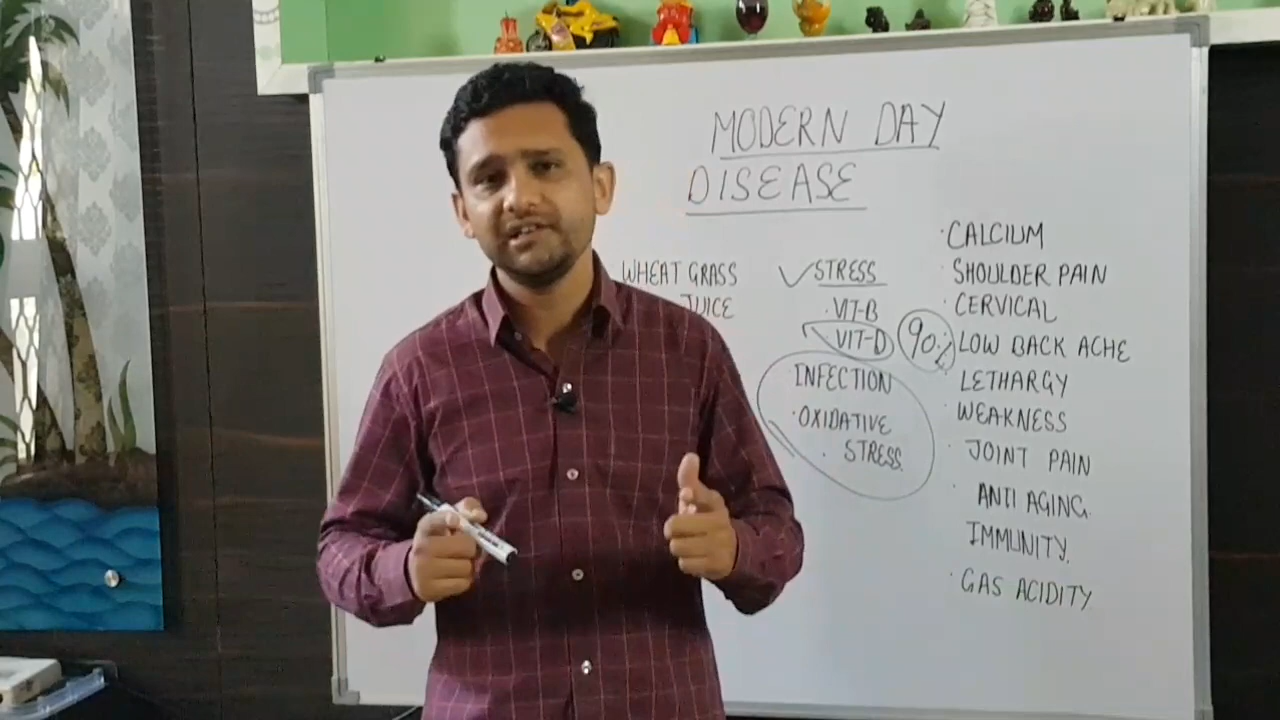 MODERN DAY
DISEASE
WHEAT GRASS
JUICE
STRESS
VIT-B
VIT-D
INFECTION
OXIDATIVE
STRESS
90%
CALCIUM
SHOULDER PAIN
CERVICAL
LOW BACK ACHE
LETHARGY
WEAKNESS
JOINT PAIN
ANTI AGING
IMMUNITY
GAS ACIDITY